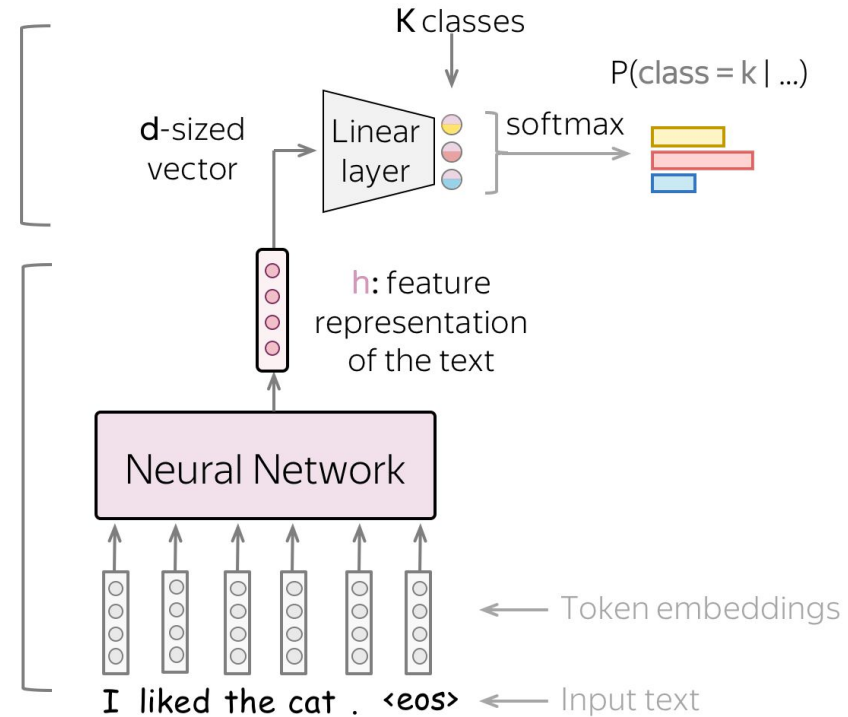 K classes
P(class = k | ...)
d-sized
vector
Linear
layer
softmax
h: feature
representation
of the text
Neural Network
Token embeddings
I liked the cat . <eos>
Input text